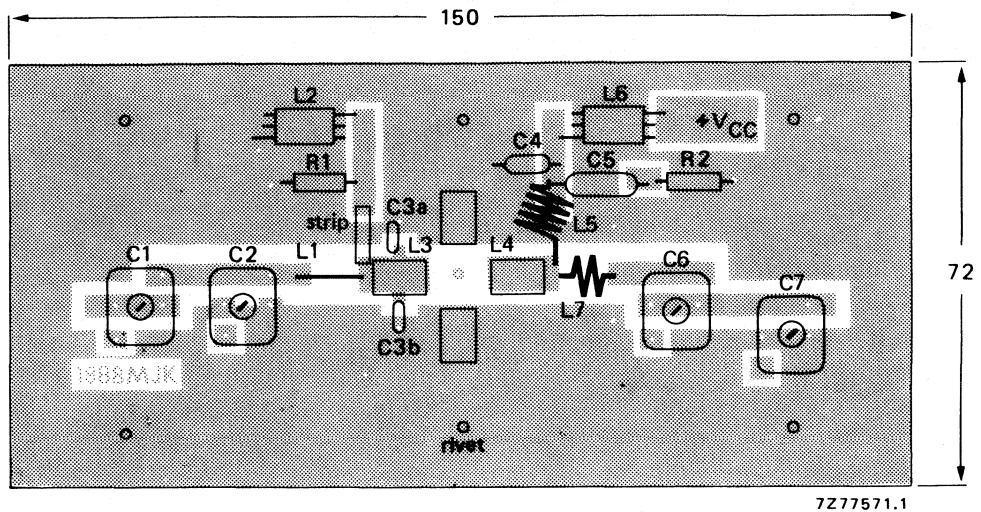 150
L2
L6
+VCC
C4
R1
C5
R2
strip
C3a
L5
C1
C2
L1
L3
L4
C6
C7
72
L7
C3b
1888MJK
rivet
7Z77571.1